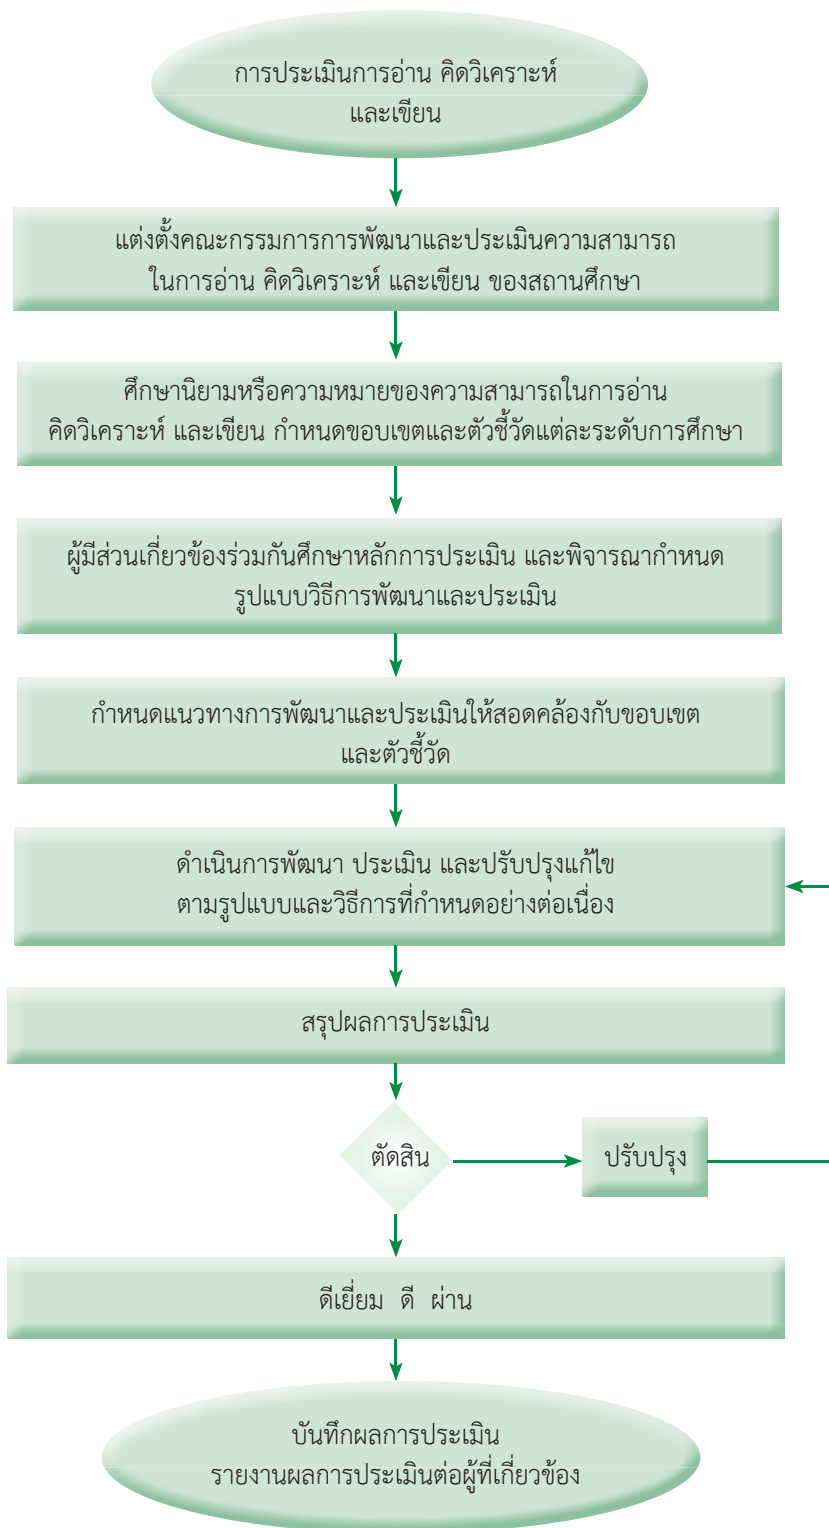 การประเมินการอ่าน คิดวิเคราะห์
และเขียน
แต่งตั้งคณะกรรมการการพัฒนาและประเมินความสามารถ
ในการอ่าน คิดวิเคราะห์ และเขียน ของสถานศึกษา
ศึกษานิยามหรือความหมายของความสามารถในการอ่าน
คิดวิเคราะห์ และเขียน กำหนดขอบเขตและตัวชี้วัดแต่ละระดับการศึกษา
ผู้มีส่วนเกี่ยวข้องร่วมกันศึกษาหลักการประเมิน และพิจารณากำหนด
รูปแบบวิธีการพัฒนาและประเมิน
กำหนดแนวทางการพัฒนาและประเมินให้สอดคล้องกับขอบเขต
และตัวชี้วัด
ดำเนินการพัฒนา ประเมิน และปรับปรุงแก้ไข
ตามรูปแบบและวิธีการที่กำหนดอย่างต่อเนื่อง
สรุปผลการประเมิน
ตัดสิน
ปรับปรุง
ดีเยี่ยม ดี ผ่าน
บันทึกผลการประเมิน
รายงานผลการประเมินต่อผู้ที่เกี่ยวข้อง